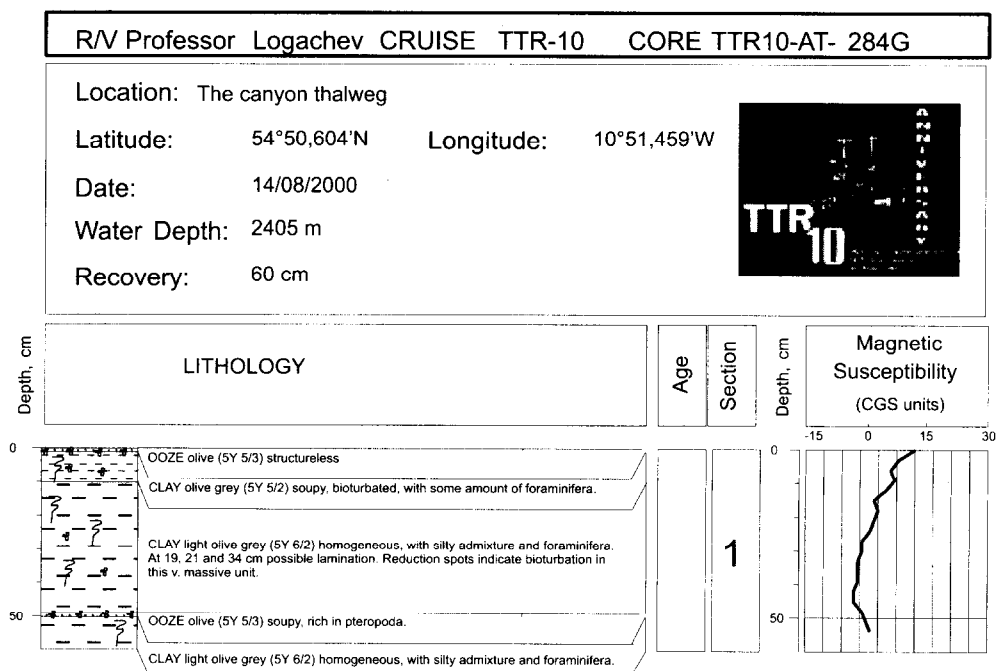 R/V Professor Logachev CRUISE TTR-10 CORE TTR10-AT- 284G
Location: The canyon thalweg
Latitude: 54°50,604'N Longitude: 10°51,459'W
Date: 14/08/2000
Water Depth: 2405 m
Recovery: 60 cm
TTR
10
Depth, cm
LITHOLOGY
Age
Section
Depth, cm
Magnetic
Susceptibility
(CGS units)
-15 0 15 30
0
OOZE olive (5Y 5/3) structureless
CLAY olive grey (5Y 5/2) soupy, bioturbated, with some amount of foraminifera.
CLAY light olive grey (5Y 6/2) homogeneous, with silty admixture and foraminifera.
At 19, 21 and 34 cm possible lamination. Reduction spots indicate bioturbation in
this v. massive unit.
50
OOZE olive (5Y 5/3) soupy, rich in pteropoda.
CLAY light olive grey (5Y 6/2) homogeneous, with silty admixture and foraminifera.
1
0
50